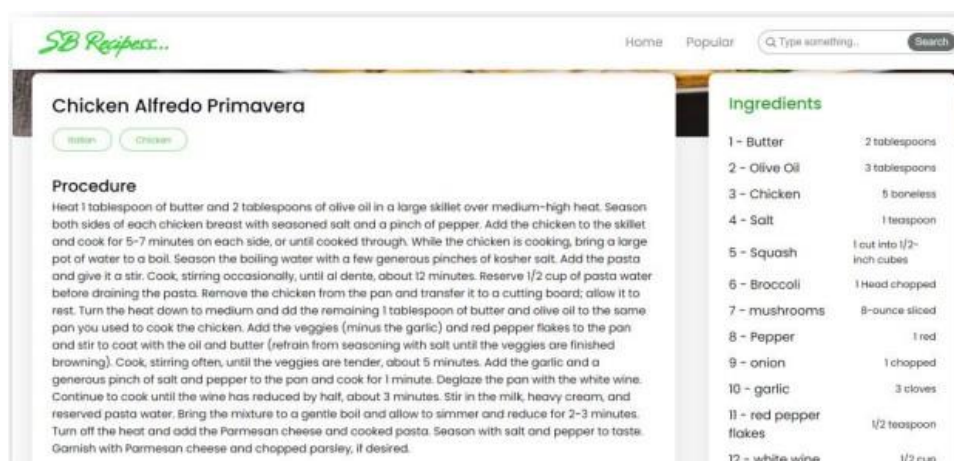 SB Recipess...
Home Popular Type something... Search
Chicken Alfredo Primavera
Italian Chicken
Procedure
Heat 1 tablespoon of butter and 2 tablespoons of olive oil in a large skillet over medium-high heat. Season
both sides of each chicken breast with seasoned salt and a pinch of pepper. Add the chicken to the skillet
and cook for 5-7 minutes on each side, or until cooked through. While the chicken is cooking, bring a large
pot of water to a boil. Season the boiling water with a few generous pinches of kosher salt. Add the pasta
and give it a stir. Cook, stirring occasionally, until al dente, about 12 minutes. Reserve 1/2 cup of pasta water
before draining the pasta. Remove the chicken from the pan and transfer it to a cutting board; allow it to
rest. Turn the heat down to medium and dd the remaining 1 tablespoon of butter and olive oil to the same
pan you used to cook the chicken. Add the veggies (minus the garlic) and red pepper flakes to the pan
and stir to coat with the oil and butter (refrain from seasoning with salt until the veggies are finished
browning). Cook, stirring often, until the veggies are tender, about 5 minutes. Add the garlic and a
generous pinch of salt and pepper to the pan and cook for 1 minute. Deglaze the pan with the white wine.
Continue to cook until the wine has reduced by half, about 3 minutes. Stir in the milk, heavy cream, and
reserved pasta water. Bring the mixture to a gentle boil and allow to simmer and reduce for 2-3 minutes.
Turn off the heat and add the Parmesan cheese and cooked pasta. Season with salt and pepper to taste.
Garnish with Parmesan cheese and chopped parsley, if desired.
Ingredients
1 - Butter 2 tablespoons
2 - Olive Oil 3 tablespoons
3 - Chicken 5 boneless
4 - Salt 1 teaspoon
5 - Squash 1 cut into 1/2-
inch cubes
6 - Broccoli 1 Head chopped
7 - mushrooms 8-ounce sliced
8 - Pepper 1 red
9 - onion 1 chopped
10 - garlic 3 cloves
11 - red pepper
flakes 1/2 teaspoon
12 - white wine 1/2 cup